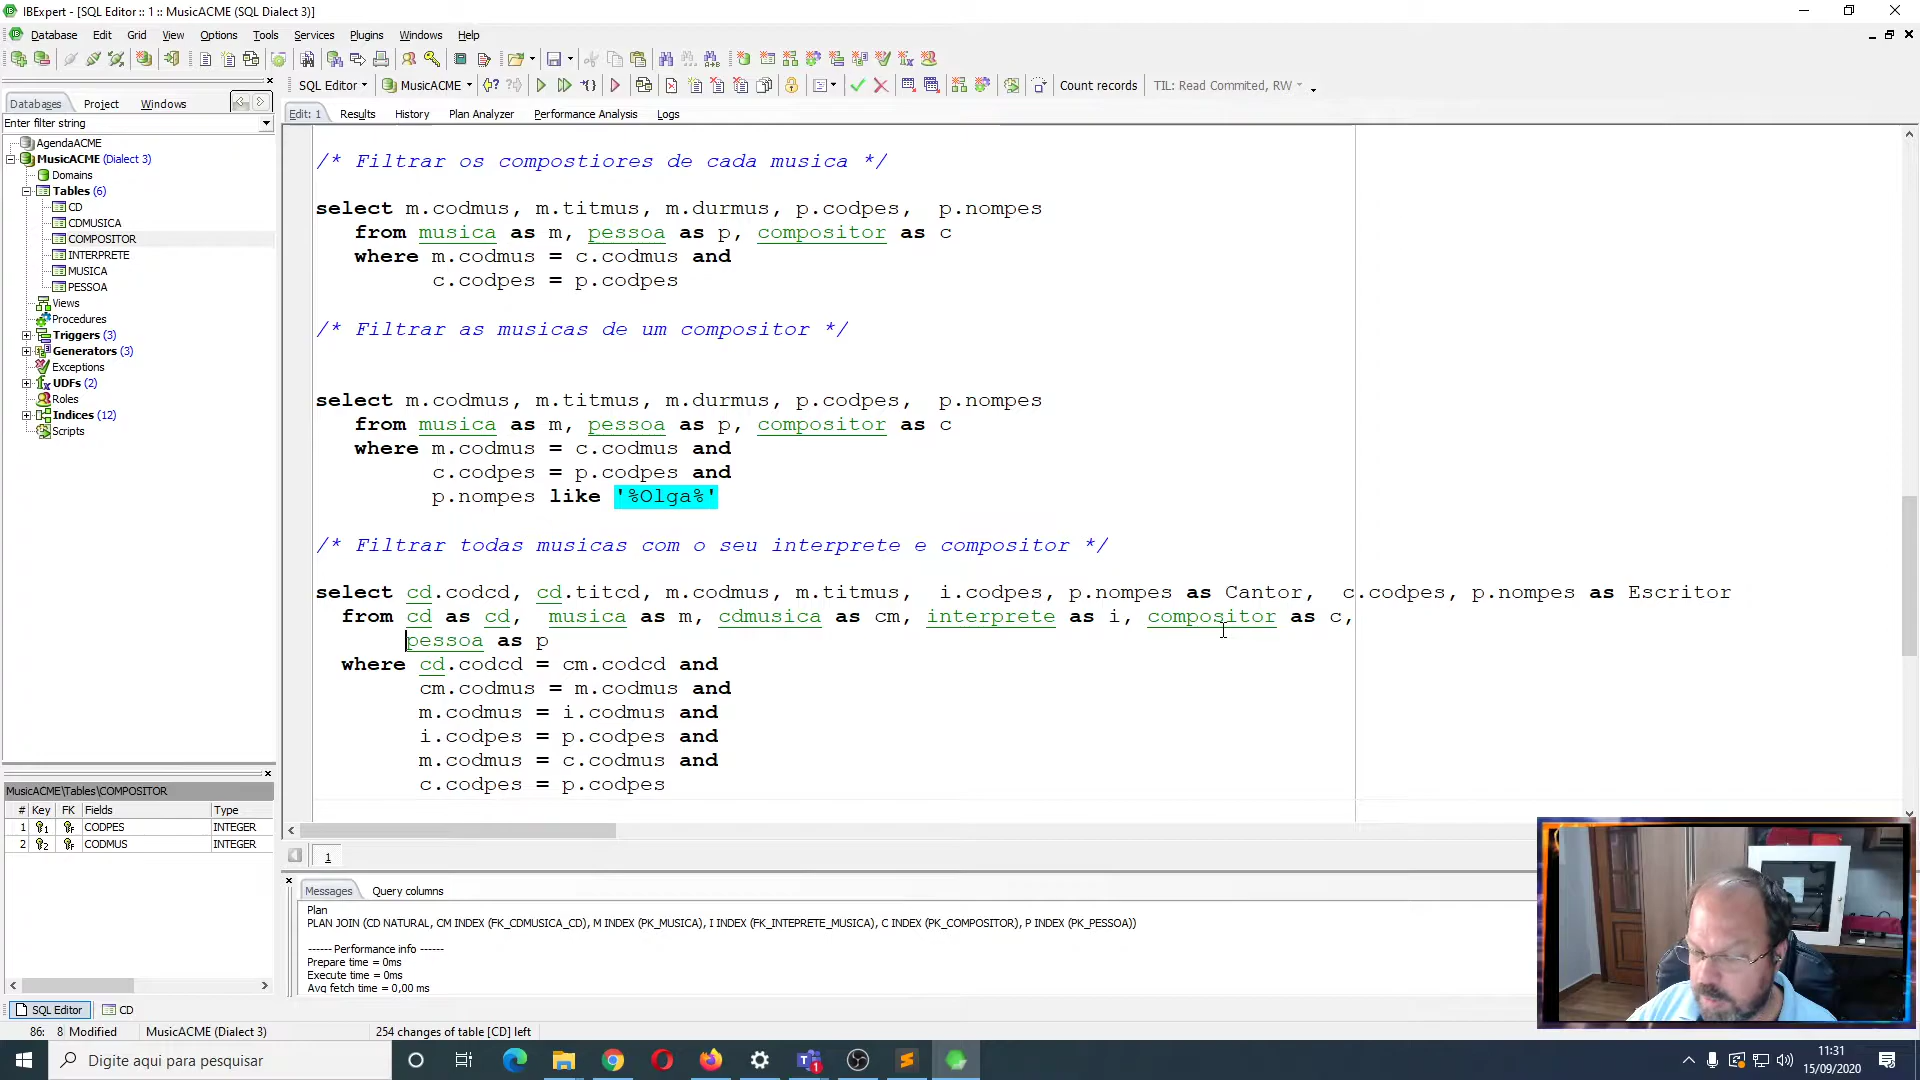 IBExpert - [SQL Editor :: 1 :: MusicACME (SQL Dialect 3)]
Database Edit Grid View Options Tools Services Plugins Windows Help
SQL Editor MusicACME Count records TIL: Read Commited, RW
Databases Project Windows
Enter filter string
AgendaACME
MusicACME (Dialect 3)
Domains
Tables (6)
CD
CDMUSICA
COMPOSITOR
INTERPRETE
MUSICA
PESSOA
Views
Procedures
Triggers (3)
Generators (3)
Exceptions
UDFs (2)
Roles
Indices (12)
Scripts
MusicACME\Tables\COMPOSITOR
# Key FK Fields Type
1 CODPES INTEGER
2 CODMUS INTEGER
Edit: 1 Results History Plan Analyzer Performance Analysis Logs
/* Filtrar os compostiores de cada musica */
select m.codmus, m.titmus, m.durmus, p.codpes, p.nompes
from musica as m, pessoa as p, compositor as c
where m.codmus = c.codmus and
c.codpes = p.codpes
/* Filtrar as musicas de um compositor */
select m.codmus, m.titmus, m.durmus, p.codpes, p.nompes
from musica as m, pessoa as p, compositor as c
where m.codmus = c.codmus and
c.codpes = p.codpes and
p.nompes like '%Olga%'
/* Filtrar todas musicas com o seu interprete e compositor */
select cd.codcd, cd.titcd, m.codmus, m.titmus, i.codpes, p.nompes as Cantor, c.codpes, p.nompes as Escritor
from cd as cd, musica as m, cdmusica as cm, interprete as i, compositor as c,
pessoa as p
where cd.codcd = cm.codcd and
cm.codmus = m.codmus and
m.codmus = i.codmus and
i.codpes = p.codpes and
m.codmus = c.codmus and
c.codpes = p.codpes
1
Messages Query columns
Plan
PLAN JOIN (CD NATURAL, CM INDEX (FK_CDMUSICA_CD), M INDEX (PK_MUSICA), I INDEX (FK_INTEPRETE_MUSICA), C INDEX (PK_COMPOSITOR), P INDEX (PK_PESSOA))
------ Performance info ------
Prepare time = 0ms
Execute time = 0ms
Avg fetch time = 0,00 ms
SQL Editor CD
86: 8 Modified MusicACME (Dialect 3) 254 changes of table [CD] left
Digite aqui para pesquisar
1
11:31
15/09/2020